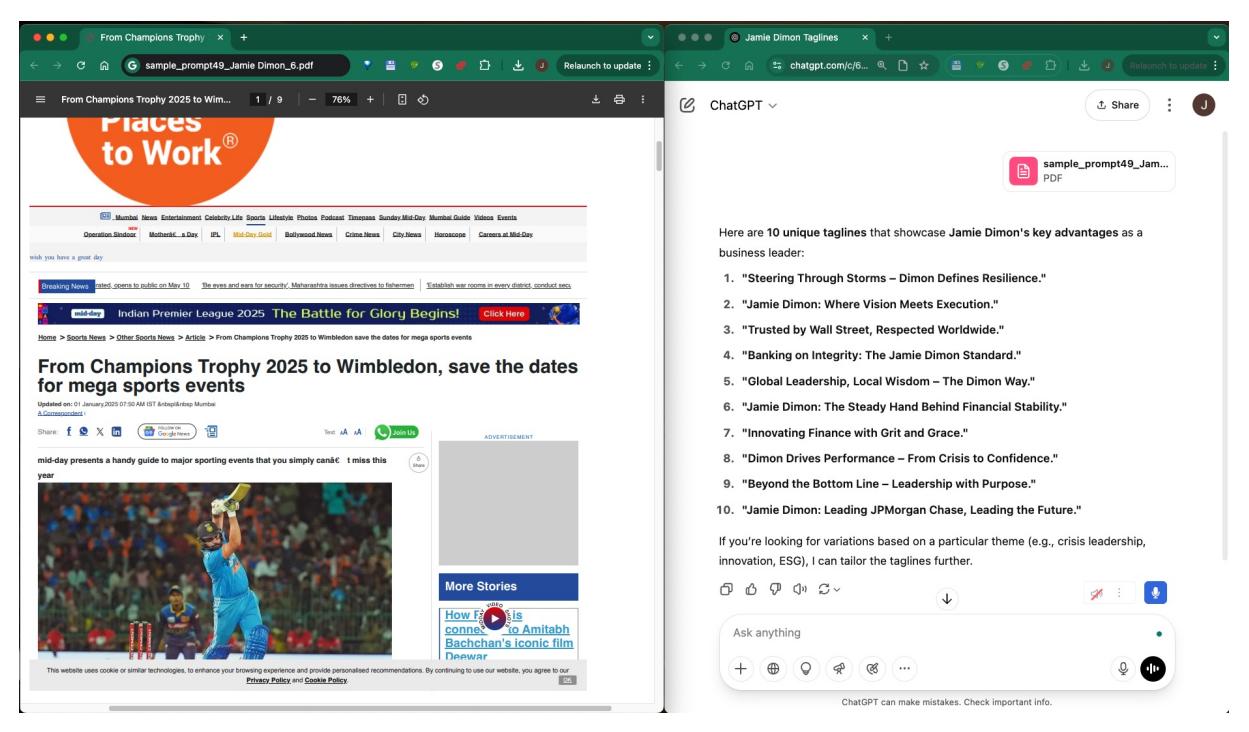 From Champions Trophy
sample_prompt49_Jamie Dimon_6.pdf
Relaunch to update
From Champions Trophy 2025 to Wim...
1 / 9
76%
Places
to Work®
Mumbai News Entertainment Celebrity Life Sports Lifestyle Photos Podcast Timepass Sunday Mid-Day Mumbai Guide Videos Events
NEW
Operation Sindoor Motherâ€ s Day IPL Mid-Day Gold Bollywood News Crime News City News Horoscope Careers at Mid-Day
wish you have a great day
Breaking News rated, opens to public on May 10 'Be eyes and ears for security', Maharashtra issues directives to fishermen 'Establish war rooms in every district, conduct secu
mid-day Indian Premier League 2025 The Battle for Glory Begins! Click Here
Home > Sports News > Other Sports News > Article > From Champions Trophy 2025 to Wimbledon save the dates for mega sports events
From Champions Trophy 2025 to Wimbledon, save the dates
for mega sports events
Updated on: 01 January,2025 07:50 AM IST &nbspl&nbsp Mumbai
A Correspondent
Share:
FOLLOW ON
Google News
Text AA AA
Join Us
mid-day presents a handy guide to major sporting events that you simply canâ€ t miss this
year
Share
ADVERTISEMENT
More Stories
How F is
connec to Amitabh
Bachchan's iconic film
Deewar
This website uses cookie or similar technologies, to enhance your browsing experience and provide personalised recommendations. By continuing to use our website, you agree to our
Privacy Policy and Cookie Policy.
OK
Jamie Dimon Taglines
chatgpt.com/c/6...
Relaunch to update
ChatGPT
Share
J
sample_prompt49_Jam...
PDF
Here are 10 unique taglines that showcase Jamie Dimon's key advantages as a
business leader:
1. "Steering Through Storms – Dimon Defines Resilience."
2. "Jamie Dimon: Where Vision Meets Execution."
3. "Trusted by Wall Street, Respected Worldwide."
4. "Banking on Integrity: The Jamie Dimon Standard."
5. "Global Leadership, Local Wisdom – The Dimon Way."
6. "Jamie Dimon: The Steady Hand Behind Financial Stability."
7. "Innovating Finance with Grit and Grace."
8. "Dimon Drives Performance – From Crisis to Confidence."
9. "Beyond the Bottom Line – Leadership with Purpose."
10. "Jamie Dimon: Leading JPMorgan Chase, Leading the Future."
If you're looking for variations based on a particular theme (e.g., crisis leadership,
innovation, ESG), I can tailor the taglines further.
Ask anything
ChatGPT can make mistakes. Check important info.